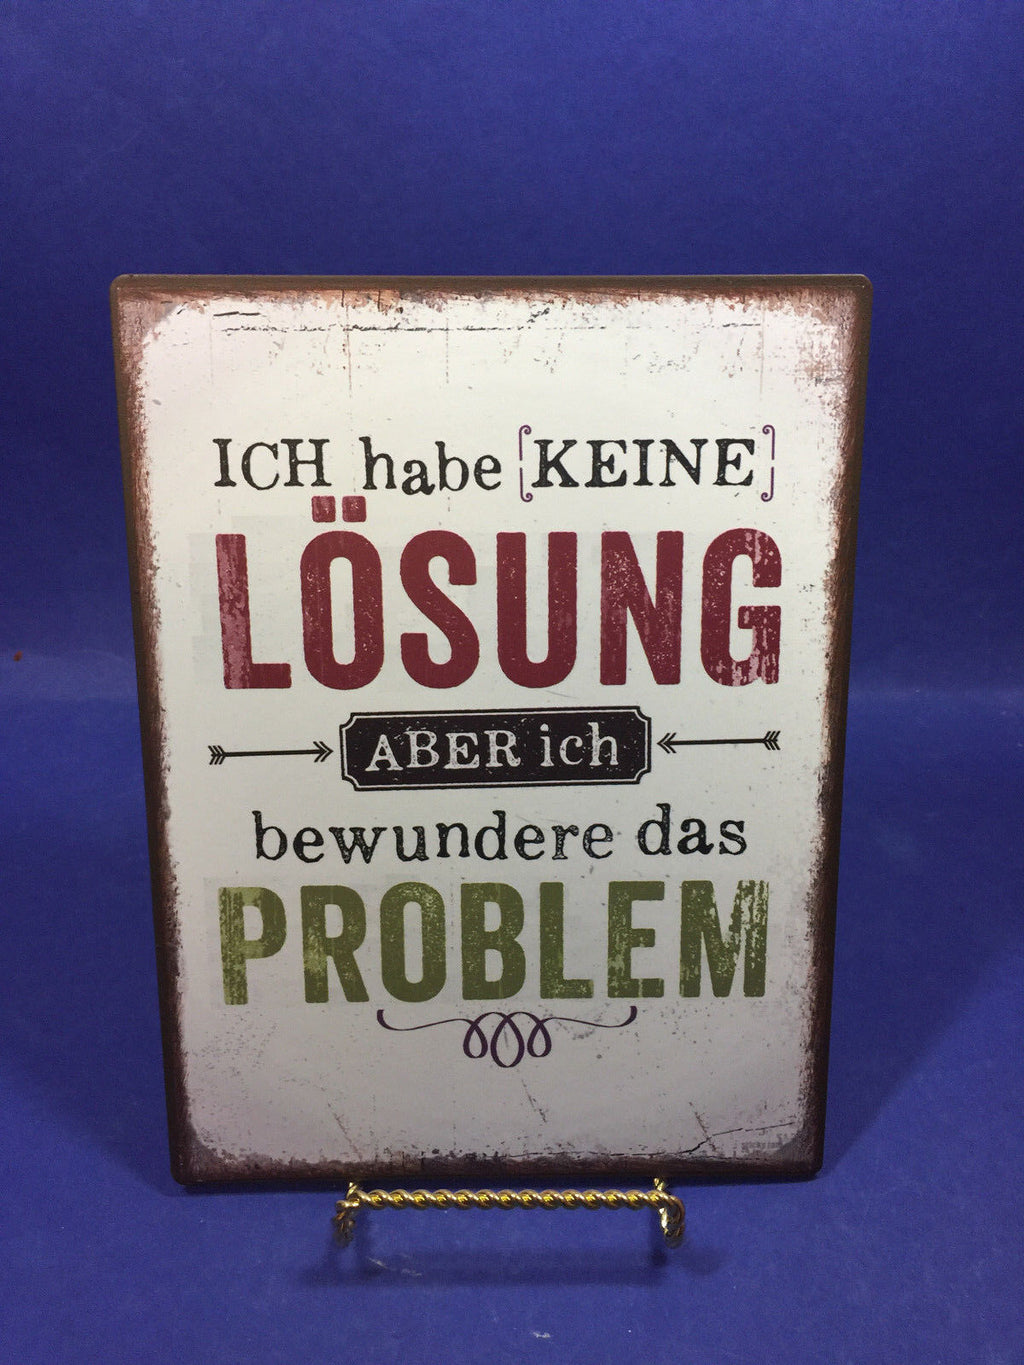 ICH habe [KEINE]
LÖSUNG
ABER ich
bewundere das
PROBLEM